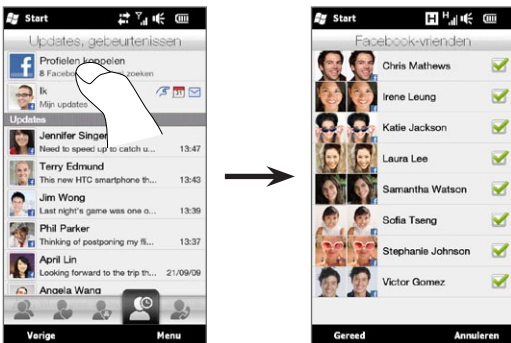 Start
Updates, gebeurtenissen
Profielen koppelen
8 Facebo zoeken
Ik
Mijn updates
31
Updates
Jennifer Singer
Need to speed up to catch u... 13:47
Terry Edmund
This new HTC smartphone th... 13:43
Jim Wong
Last night's game was one o... 13:39
Phil Parker
Thinking of postponing my fli... 13:37
April Lin
Looking forward to the trip th... 21/09/09
Angela Wang
Vorige Menu
Start
H H
Facebook-vrienden
Chris Mathews
Irene Leung
Katie Jackson
Laura Lee
Samantha Watson
Sofia Tseng
Stephanie Johnson
Victor Gomez
Gereed Annuleren